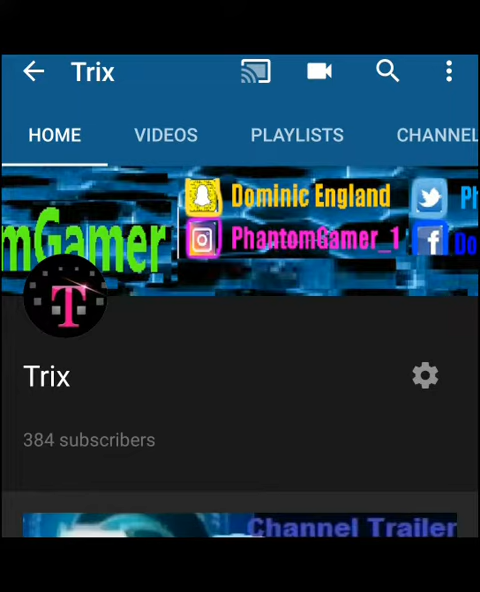 Trix
HOME VIDEOS PLAYLISTS CHANNEL
Dominic England
mGamer PhantomGamer_1
T
Trix
384 subscribers
Channel Trailer